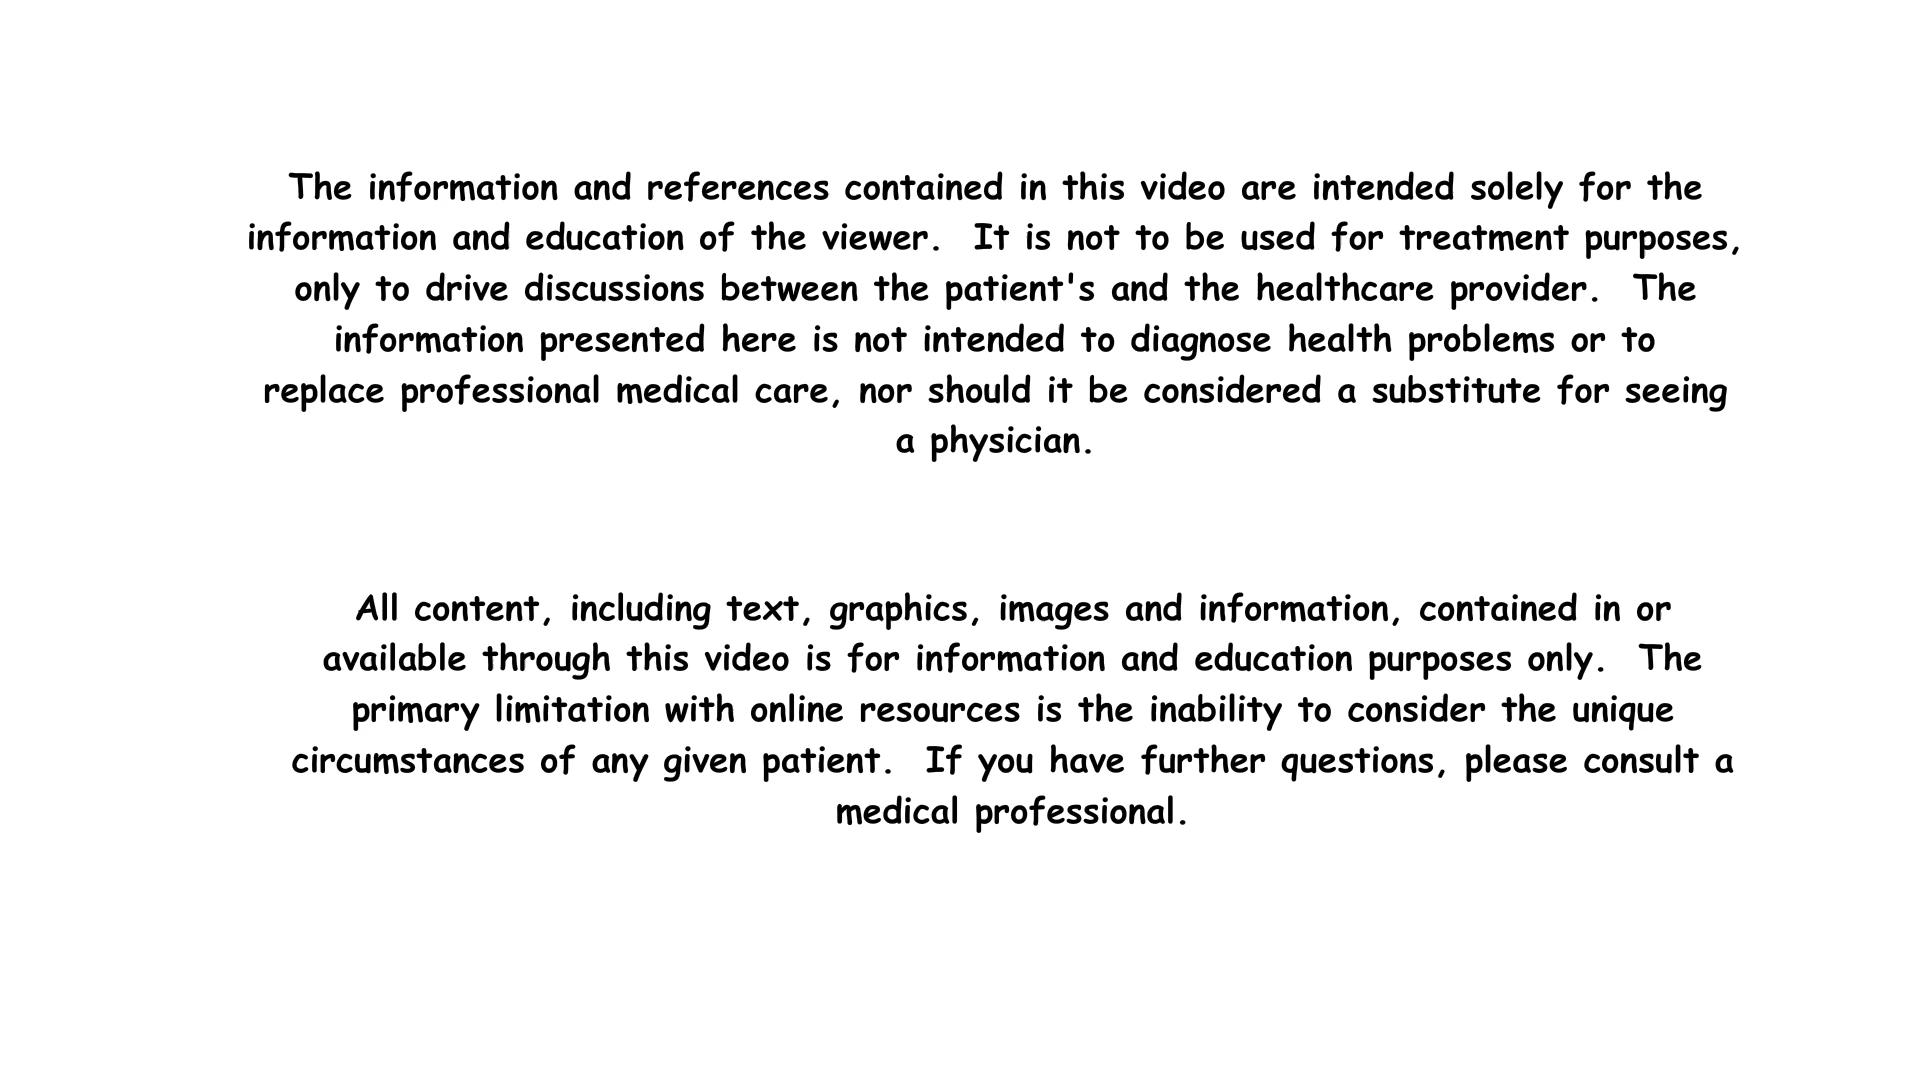 The information and references contained in this video are intended solely for the
information and education of the viewer.  It is not to be used for treatment purposes,
only to drive discussions between the patient's and the healthcare provider.  The
information presented here is not intended to diagnose health problems or to
replace professional medical care, nor should it be considered a substitute for seeing
a physician.
All content, including text, graphics, images and information, contained in or
available through this video is for information and education purposes only.  The
primary limitation with online resources is the inability to consider the unique
circumstances of any given patient.  If you have further questions, please consult a
medical professional.